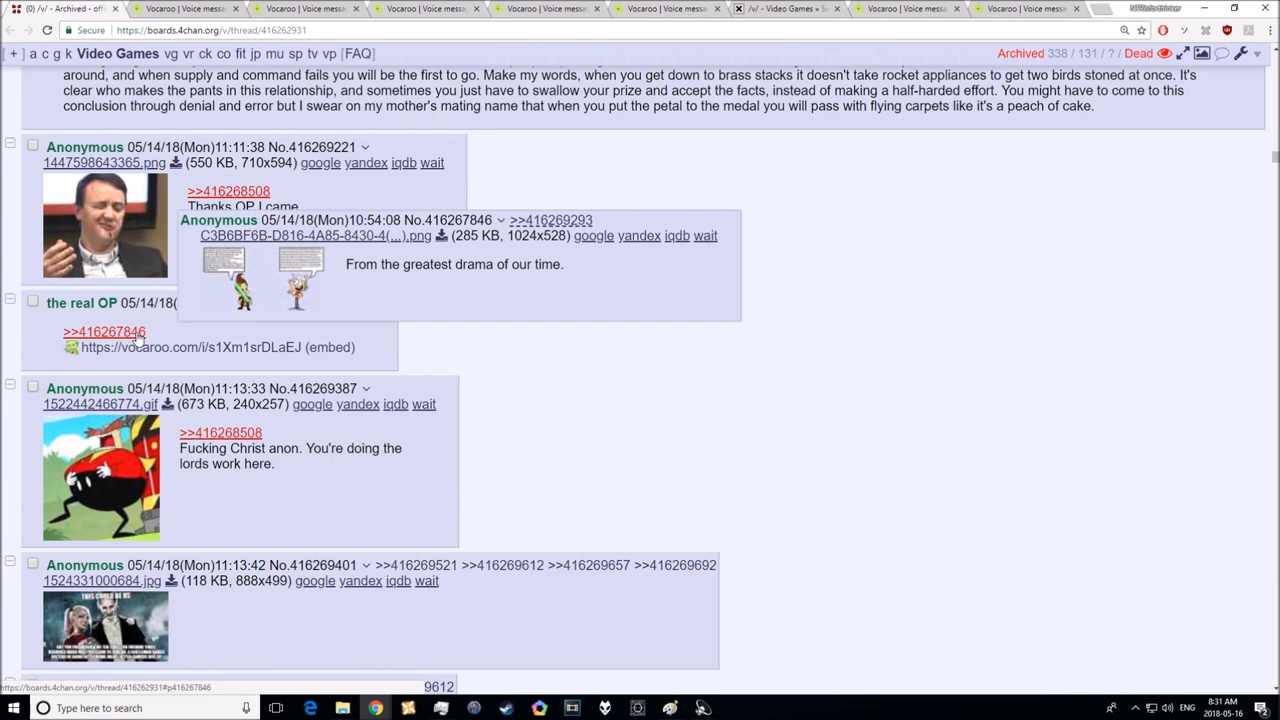 (0) /v/ - Archived - offi
Vocaroo | Voice messa
Vocaroo | Voice messa
Vocaroo | Voice messa
Vocaroo | Voice messa
Vocaroo | Voice messa
/v/ - Video Games » S
Vocaroo | Voice messa
Vocaroo | Voice messa
Secure https://boards.4chan.org/v/thread/416262931
[+] a c g k Video Games vg vr ck co fit jp mu sp tv vp [FAQ]
Archived 338 / 131 / ? / Dead
around, and when supply and command fails you will be the first to go. Make my words, when you get down to brass stacks it doesn't take rocket appliances to get two birds stoned at once. It's
clear who makes the pants in this relationship, and sometimes you just have to swallow your prize and accept the facts, instead of making a half-harded effort. You might have to come to this
conclusion through denial and error but I swear on my mother's mating name that when you put the petal to the medal you will pass with flying carpets like it's a peach of cake.
Anonymous 05/14/18(Mon)11:11:38 No.416269221
1447598643365.png (550 KB, 710x594) google yandex iqdb wait
>>416268508
Thanks OP I came
Anonymous 05/14/18(Mon)10:54:08 No.416267846 >>416269293
C3B6BF6B-D816-4A85-8430-4(...).png (285 KB, 1024x528) google yandex iqdb wait
From the greatest drama of our time.
the real OP 05/14/18(
>>416267846
https://vocaroo.com/i/s1Xm1srDLaEJ (embed)
Anonymous 05/14/18(Mon)11:13:33 No.416269387
1522442466774.gif (673 KB, 240x257) google yandex iqdb wait
>>416268508
Fucking Christ anon. You're doing the
lords work here.
Anonymous 05/14/18(Mon)11:13:42 No.416269401 >>416269521 >>416269612 >>416269657 >>416269692
1524331000684.jpg (118 KB, 888x499) google yandex iqdb wait
THIS COULD BE US
9612
https://boards.4chan.org/v/thread/416262931#p416267846
Type here to search
8:31 AM
2018-05-16